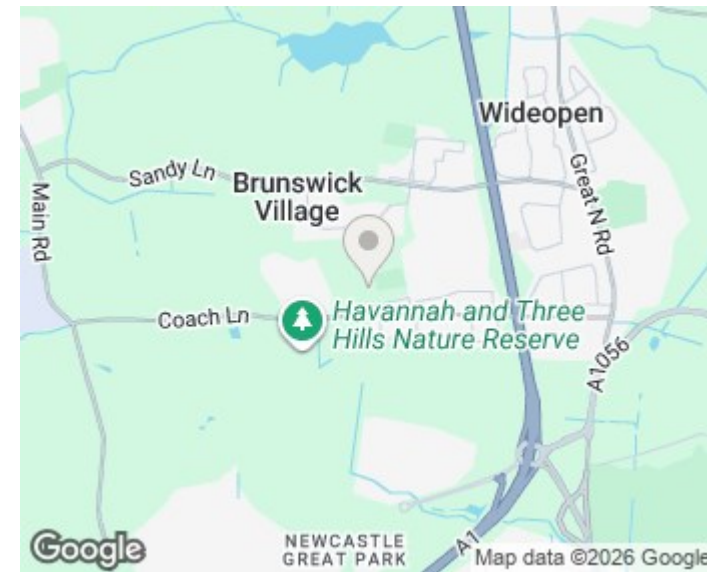 Wideopen
Great N Rd
Sandy Ln
Brunswick
Village
Main Rd
Coach Ln
Havannah and Three
Hills Nature Reserve
A1056
NEWCASTLE
GREAT PARK
A1
Google
Map data ©2026 Google